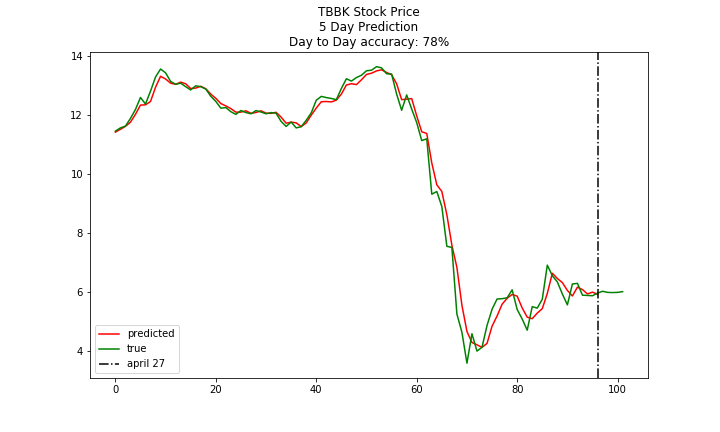 TBBK Stock Price
5 Day Prediction
Day to Day accuracy: 78%
14
12
10
8
6
4
predicted
true
april 27
0 20 40 60 80 100